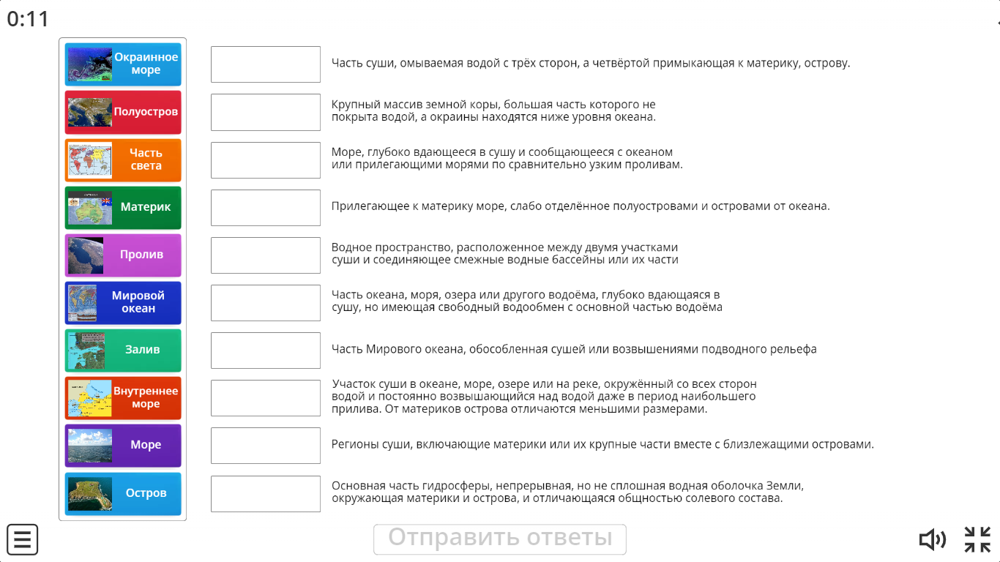 0:11
Окраинное
море
Полуостров
Часть
света
Материк
Пролив
Мировой
океан
Залив
Внутреннее
море
Море
Остров
Часть суши, омываемая водой с трёх сторон, а четвёртой примыкающая к материку, острову.
Крупный массив земной коры, большая часть которого не
покрыта водой, а окраины находятся ниже уровня океана.
Море, глубоко вдающееся в сушу и сообщающееся с океаном
или прилегающими морями по сравнительно узким проливам.
Прилегающее к материку море, слабо отделённое полуостровами и островами от океана.
Водное пространство, расположенное между двумя участками
суши и соединяющее смежные водные бассейны или их части
Часть океана, моря, озера или другого водоёма, глубоко вдающаяся в
сушу, но имеющая свободный водообмен с основной частью водоёма
Часть Мирового океана, обособленная сушей или возвышениями подводного рельефа
Участок суши в океане, море, озере или на реке, окружённый со всех сторон
водой и постоянно возвышающийся над водой даже в период наибольшего
прилива. От материков острова отличаются меньшими размерами.
Регионы суши, включающие материки или их крупные части вместе с близлежащими островами.
Основная часть гидросферы, непрерывная, но не сплошная водная оболочка Земли,
окружающая материки и острова, и отличающаяся общностью солевого состава.
Отправить ответы